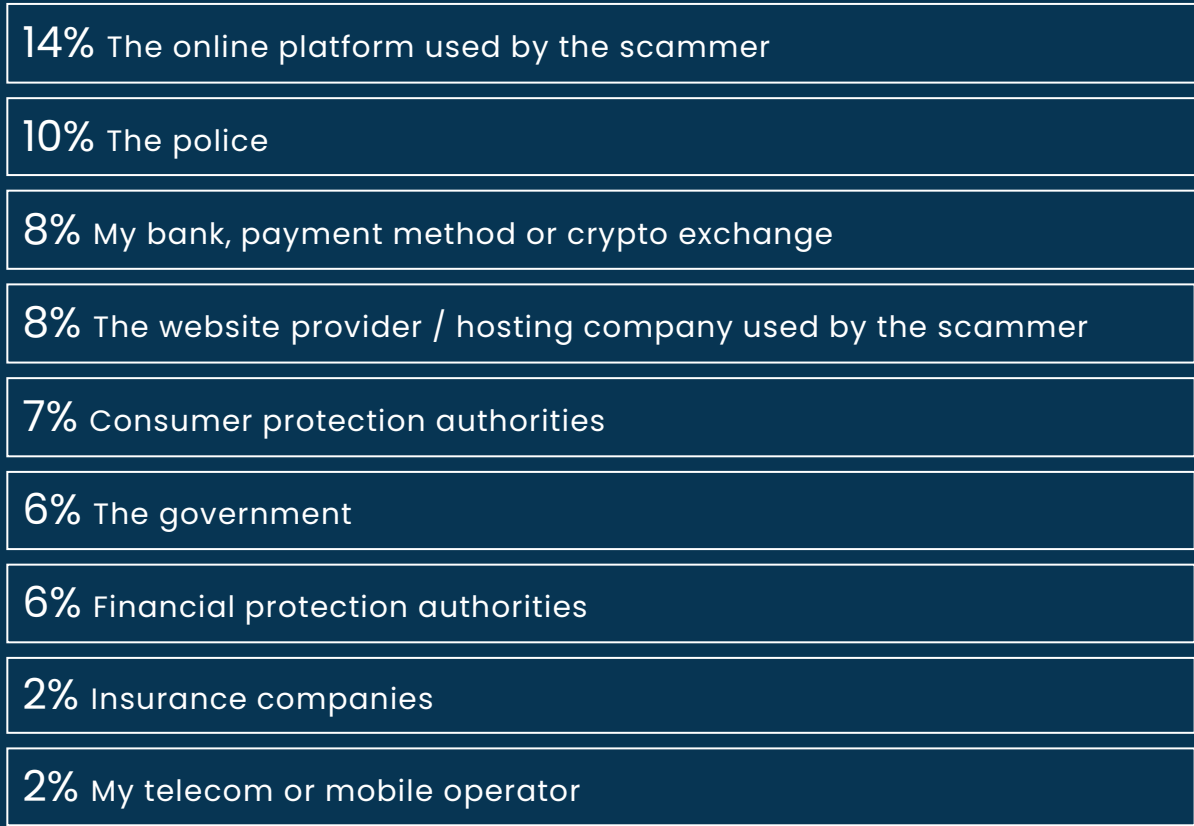 14% The online platform used by the scammer
10% The police
8% My bank, payment method or crypto exchange
8% The website provider / hosting company used by the scammer
7% Consumer protection authorities
6% The government
6% Financial protection authorities
2% Insurance companies
2% My telecom or mobile operator